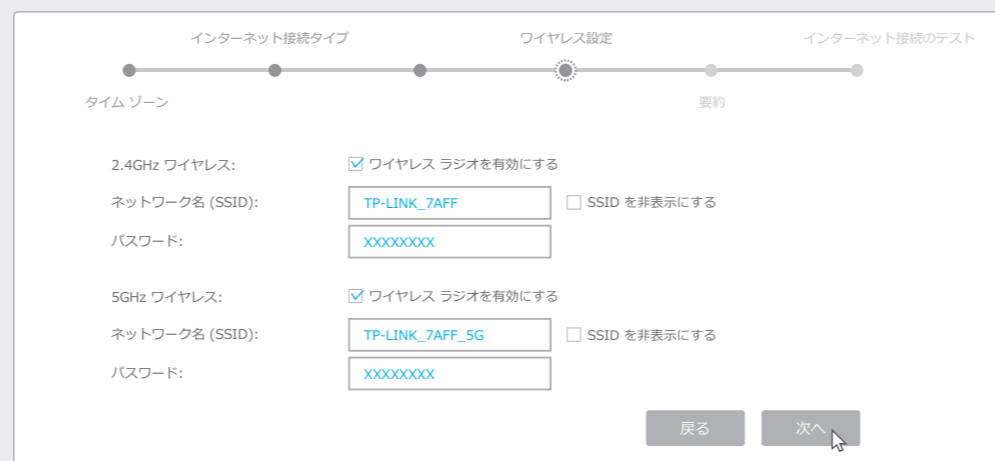 インターネット接続タイプ ワイヤレス設定 インターネット接続のテスト
タイム ゾーン 要約
2.4GHz ワイヤレス: ワイヤレス ラジオを有効にする
ネットワーク名 (SSID): TP-LINK_7AFF SSID を非表示にする
パスワード: XXXXXXXX
5GHz ワイヤレス: ワイヤレス ラジオを有効にする
ネットワーク名 (SSID): TP-LINK_7AFF_5G SSID を非表示にする
パスワード: XXXXXXXX
戻る 次へ